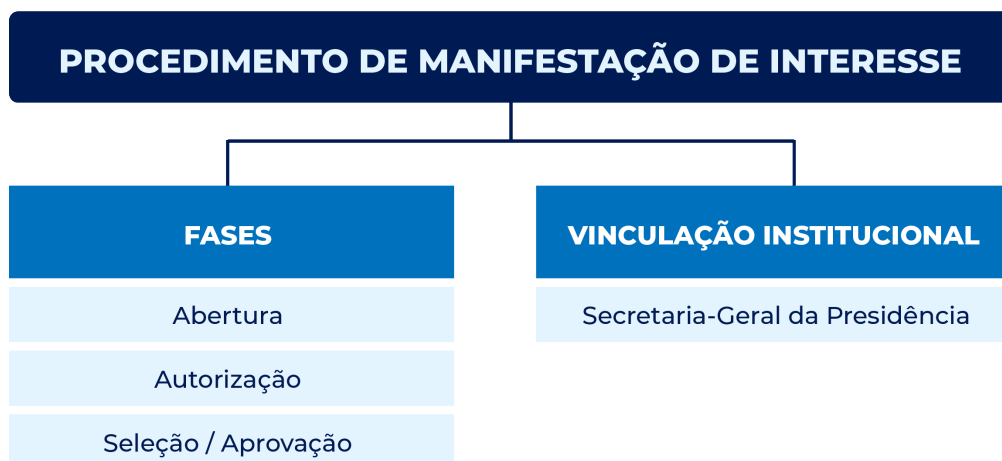 PROCEDIMENTO DE MANIFESTAÇÃO DE INTERESSE
FASES
Abertura
Autorização
Seleção / Aprovação
VINCULAÇÃO INSTITUCIONAL
Secretaria-Geral da Presidência